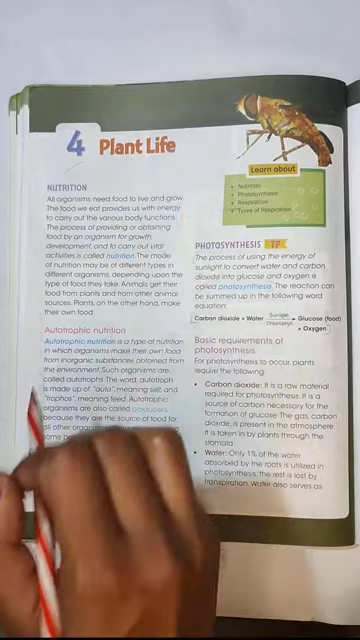 4 Plant Life
Learn about
• Nutrition
• Photosynthesis
• Respiration
• Types of Respiration
NUTRITION
All organisms need food to live and grow.
The food we eat provides us with energy
to carry out the various body functions.
The process of providing or obtaining
food by an organism for growth,
development, and to carry out vital
activities is called nutrition. The mode
of nutrition may be of different types in
different organisms, depending upon the
type of food they take. Animals get their
food from plants and from other animal
sources. Plants, on the other hand, make
their own food.
Autotrophic nutrition
Autotrophic nutrition is a type of nutrition
in which organisms make their own food
from inorganic substances obtained from
the environment. Such organisms are
called autotrophs. The word, autotroph
is made up of "auto", meaning self, and
"trophos", meaning feed. Autotrophic
organisms are also called producers
because they are the source of food for
all other
some
PHOTOSYNTHESIS TP
The process of using the energy of
sunlight to convert water and carbon
dioxide into glucose and oxygen is
called photosynthesis. The reaction can
be summed up in the following word
equation:
Carbon dioxide + Water Sunlight Chlorophyll Glucose (food)
+ Oxygen
Basic requirements of
photosynthesis
For photosynthesis to occur, plants
require the following:
• Carbon dioxide: It is a raw material
required for photosynthesis. It is a
source of carbon necessary for the
formation of glucose. The gas, carbon
dioxide, is present in the atmosphere.
It is taken in by plants through the
stomata.
• Water: Only 1% of the water
absorbed by the roots is utilized in
photosynthesis, the rest is lost by
transpiration. Water also serves as